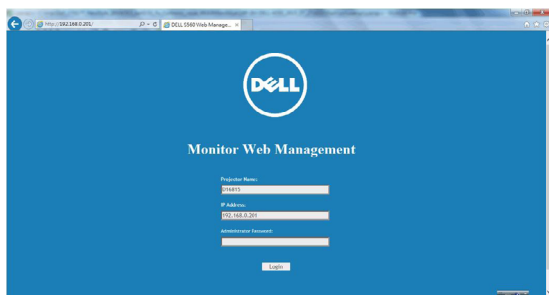 http://192.168.0.201/
DELL S560 Web Manage...
DELL
Monitor Web Management
Projector Name:
IP Address:
192.168.0.201
Administrator Password:
Login